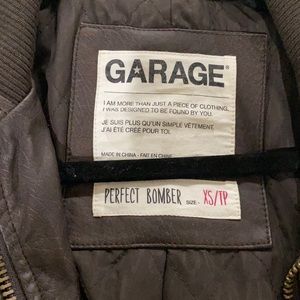 GARAGE®
I AM MORE THAN JUST A PIECE OF CLOTHING,
I WAS DESIGNED TO BE FOUND BY YOU.
JE SUIS PLUS QU'UN SIMPLE VÊTEMENT,
J'AI ÉTÉ CRÉÉ POUR TOI.
MADE IN CHINA - FAIT EN CHINE
PERFECT BOMBER SIZE - XS/TP